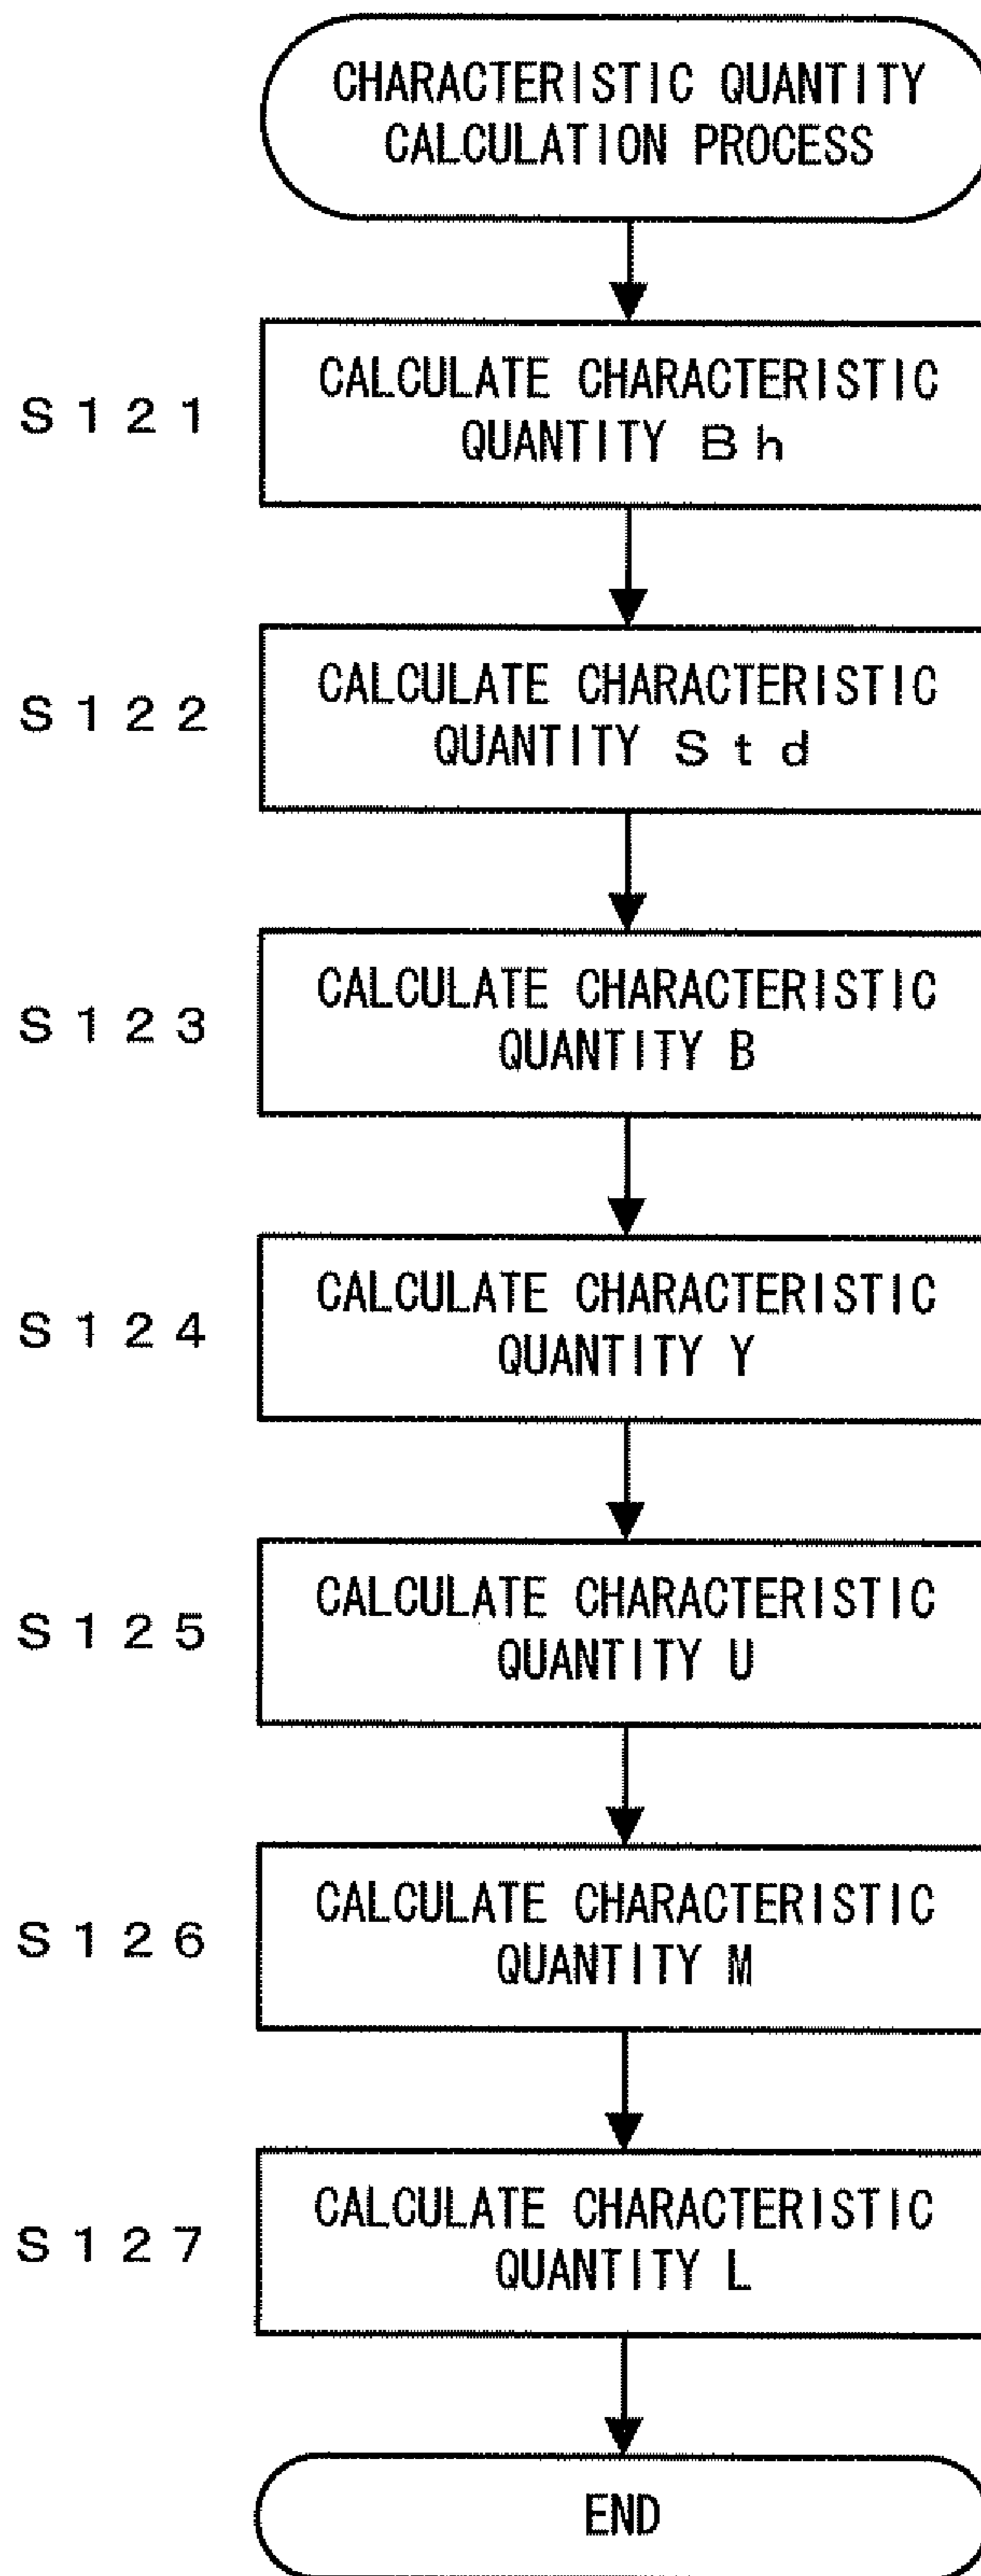 CHARACTERISTIC QUANTITY
CALCULATION PROCESS
S121
CALCULATE CHARACTERISTIC
QUANTITY Bh
S122
CALCULATE CHARACTERISTIC
QUANTITY Std
S123
CALCULATE CHARACTERISTIC
QUANTITY B
S124
CALCULATE CHARACTERISTIC
QUANTITY Y
S125
CALCULATE CHARACTERISTIC
QUANTITY U
S126
CALCULATE CHARACTERISTIC
QUANTITY M
S127
CALCULATE CHARACTERISTIC
QUANTITY L
END